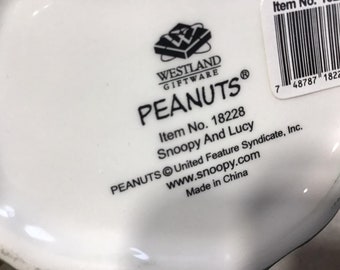 Item No.
7 48787 182
WESTLAND
GIFTWARE
PEANUTS®
Item No. 18228
Snoopy And Lucy
PEANUTS © United Feature Syndicate, Inc.
www.snoopy.com
Made in China